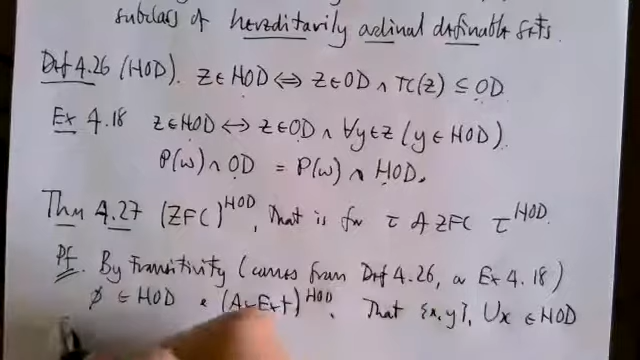 subclass of hereditarily ordinal definable sets.
Def 4.26 (HOD). z ∈ HOD ⟺ z ∈ OD ∧ TC(z) ⊆ OD
Ex 4.18 z ∈ HOD ⟷ z ∈ OD ∧ ∀y ∈ z (y ∈ HOD).
P(ω) ∩ OD = P(ω) ∩ HOD.
Thm 4.27 (ZFC)^HOD, That is for τ A ZFC τ^HOD.
Pf. By transitivity (comes from Def 4.26, or Ex 4.18)
∅ ∈ HOD & (Ax Ext)^HOD. That {x,y}, ∪x ∈ HOD